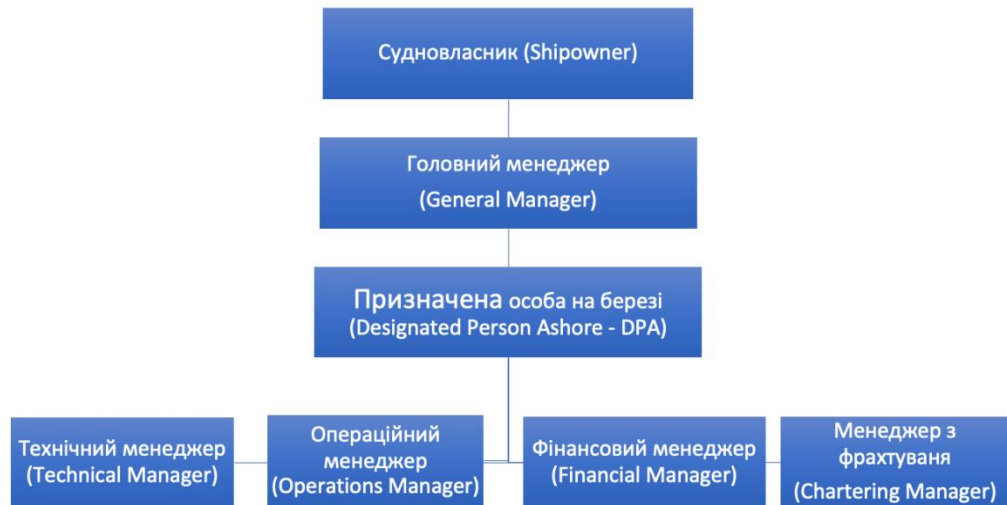 Судновласник (Shipowner)
Головний менеджер
(General Manager)
Призначена особа на березі
(Designated Person Ashore - DPA)
Технічний менеджер
(Technical Manager)
Операційний
менеджер
(Operations Manager)
Фінансовий менеджер
(Financial Manager)
Менеджер з
фрахтуваня
(Chartering Manager)